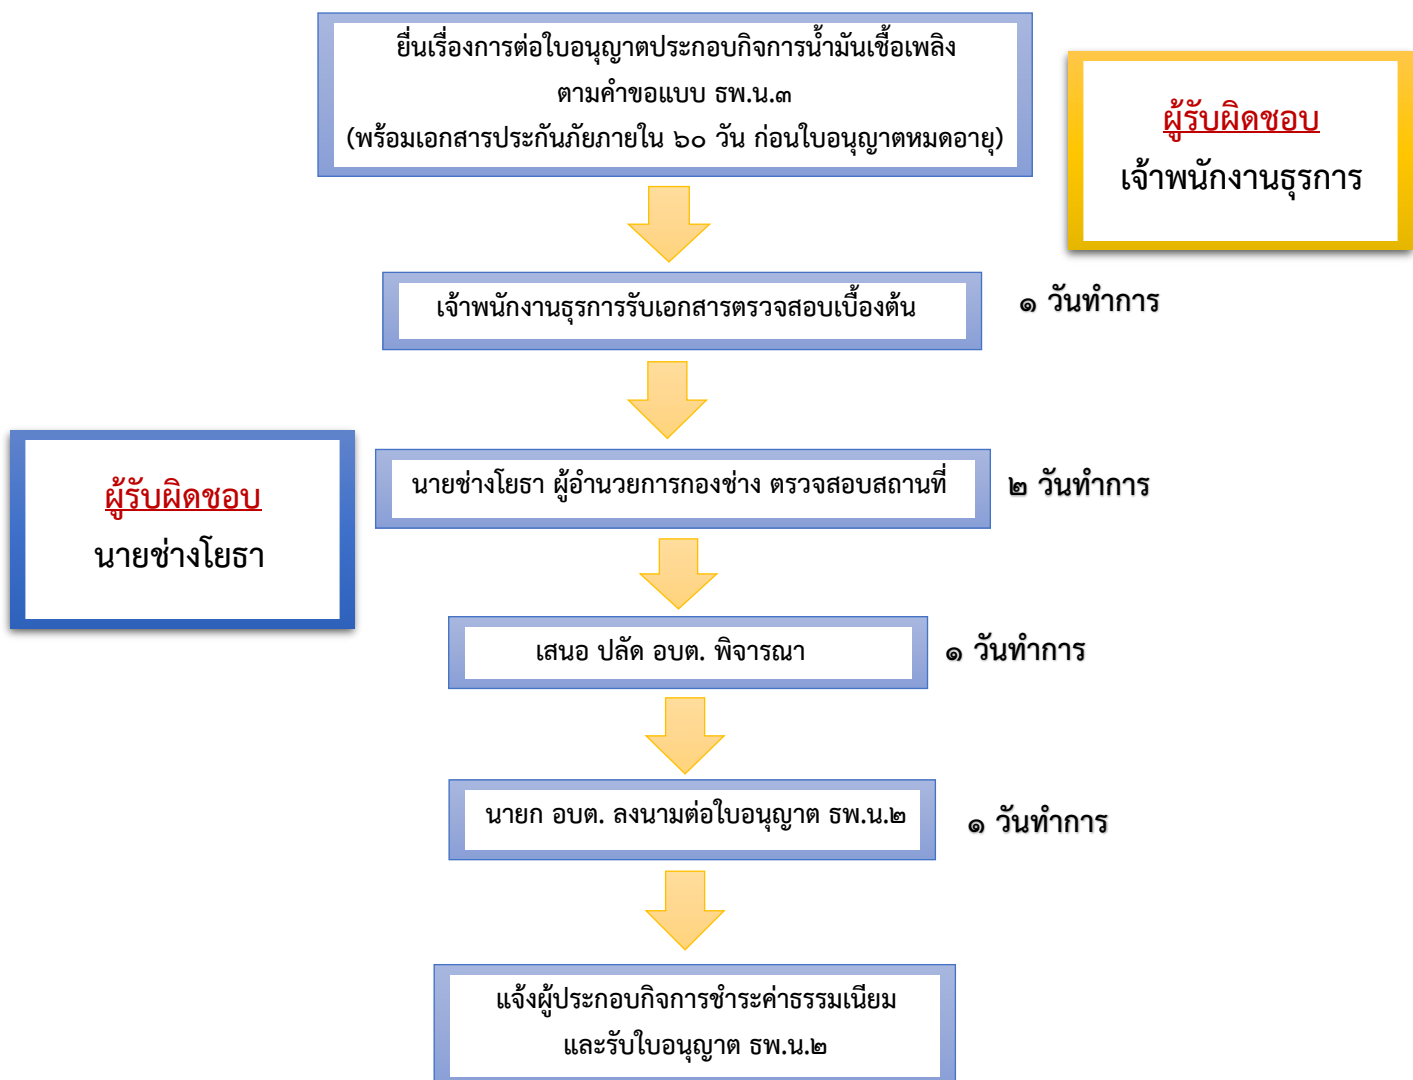 ยื่นเรื่องการต่อใบอนุญาตประกอบกิจการน้ำมันเชื้อเพลิง
ตามคำขอแบบ ธพ.น.๓
(พร้อมเอกสารประกันภัยภายใน ๖๐ วัน ก่อนใบอนุญาตหมดอายุ)
ผู้รับผิดชอบ
เจ้าพนักงานธุรการ
เจ้าพนักงานธุรการรับเอกสารตรวจสอบเบื้องต้น
๑ วันทำการ
นายช่างโยธา ผู้อำนวยการกองช่าง ตรวจสอบสถานที่
๒ วันทำการ
ผู้รับผิดชอบ
นายช่างโยธา
เสนอ ปลัด อบต. พิจารณา
๑ วันทำการ
นายก อบต. ลงนามต่อใบอนุญาต ธพ.น.๒
๑ วันทำการ
แจ้งผู้ประกอบกิจการชำระค่าธรรมเนียม
และรับใบอนุญาต ธพ.น.๒